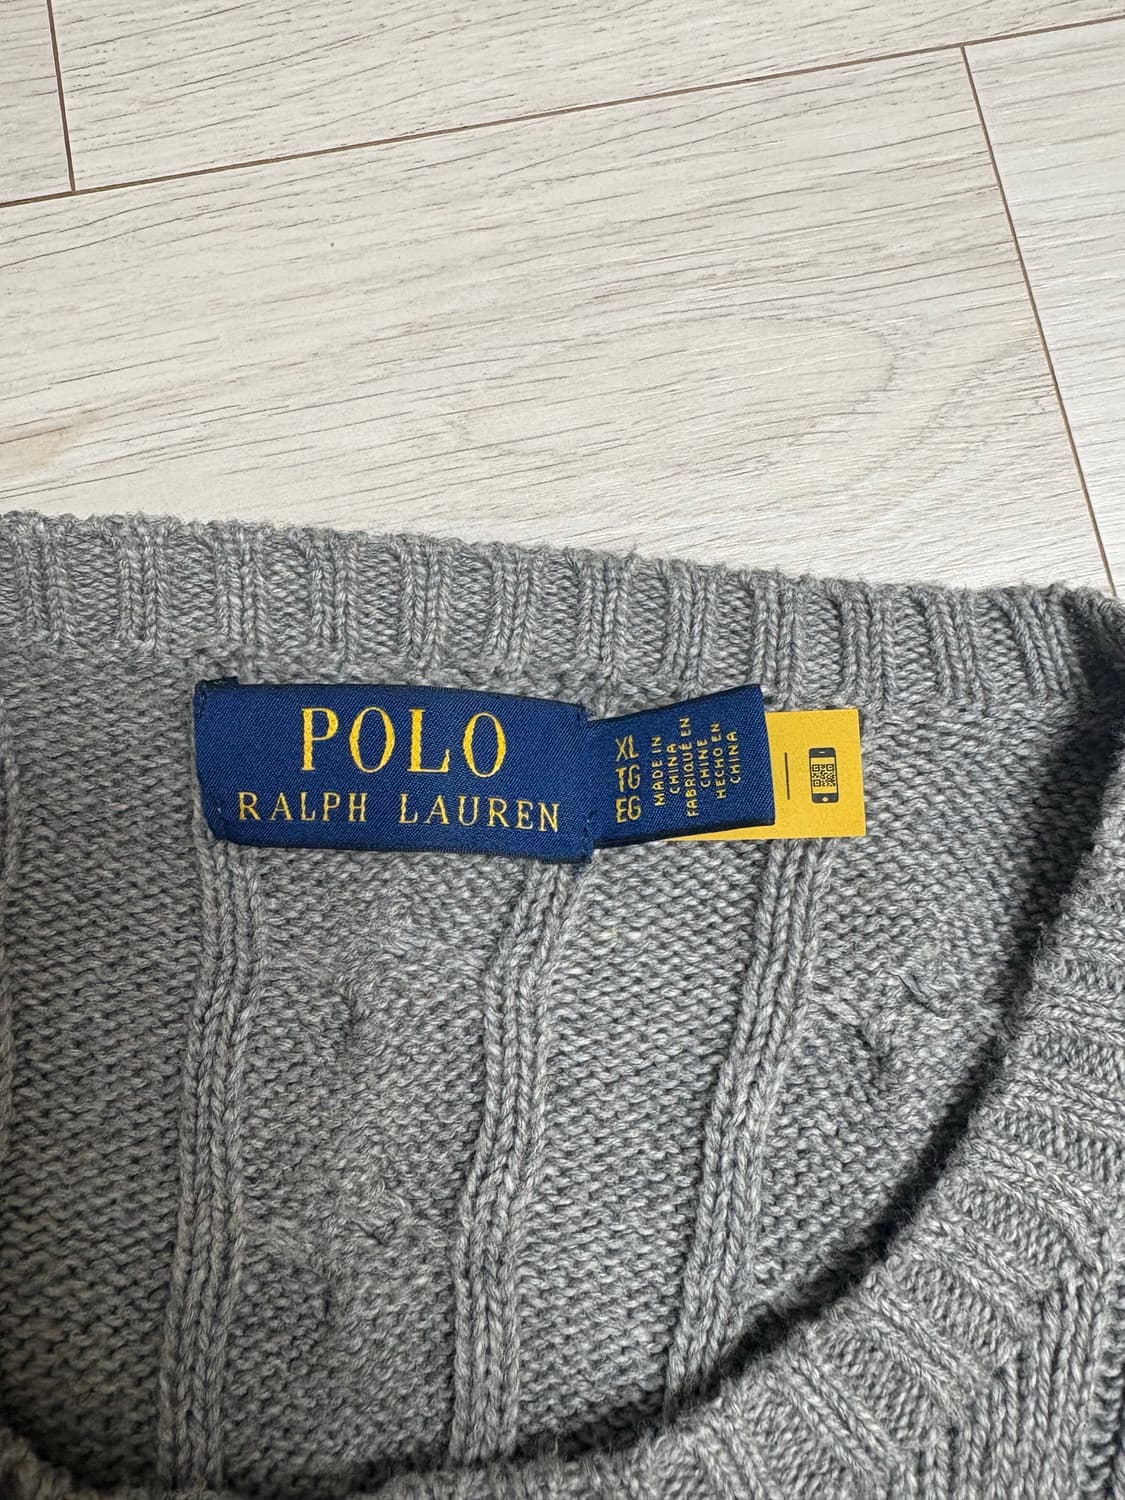 POLO
RALPH LAUREN
XL
TG
EG
MADE IN
CHINA
FABRIQUÉ EN
CHINE
HECHO EN
CHINA